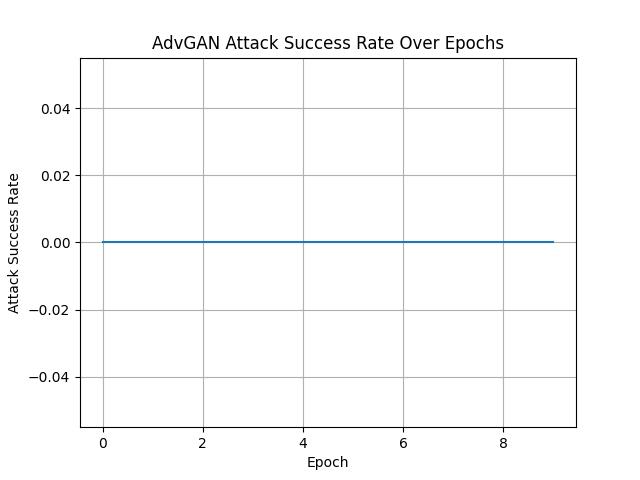 AdvGAN Attack Success Rate Over Epochs
Attack Success Rate
0.04
0.02
0.00
−0.02
−0.04
0 2 4 6 8
Epoch